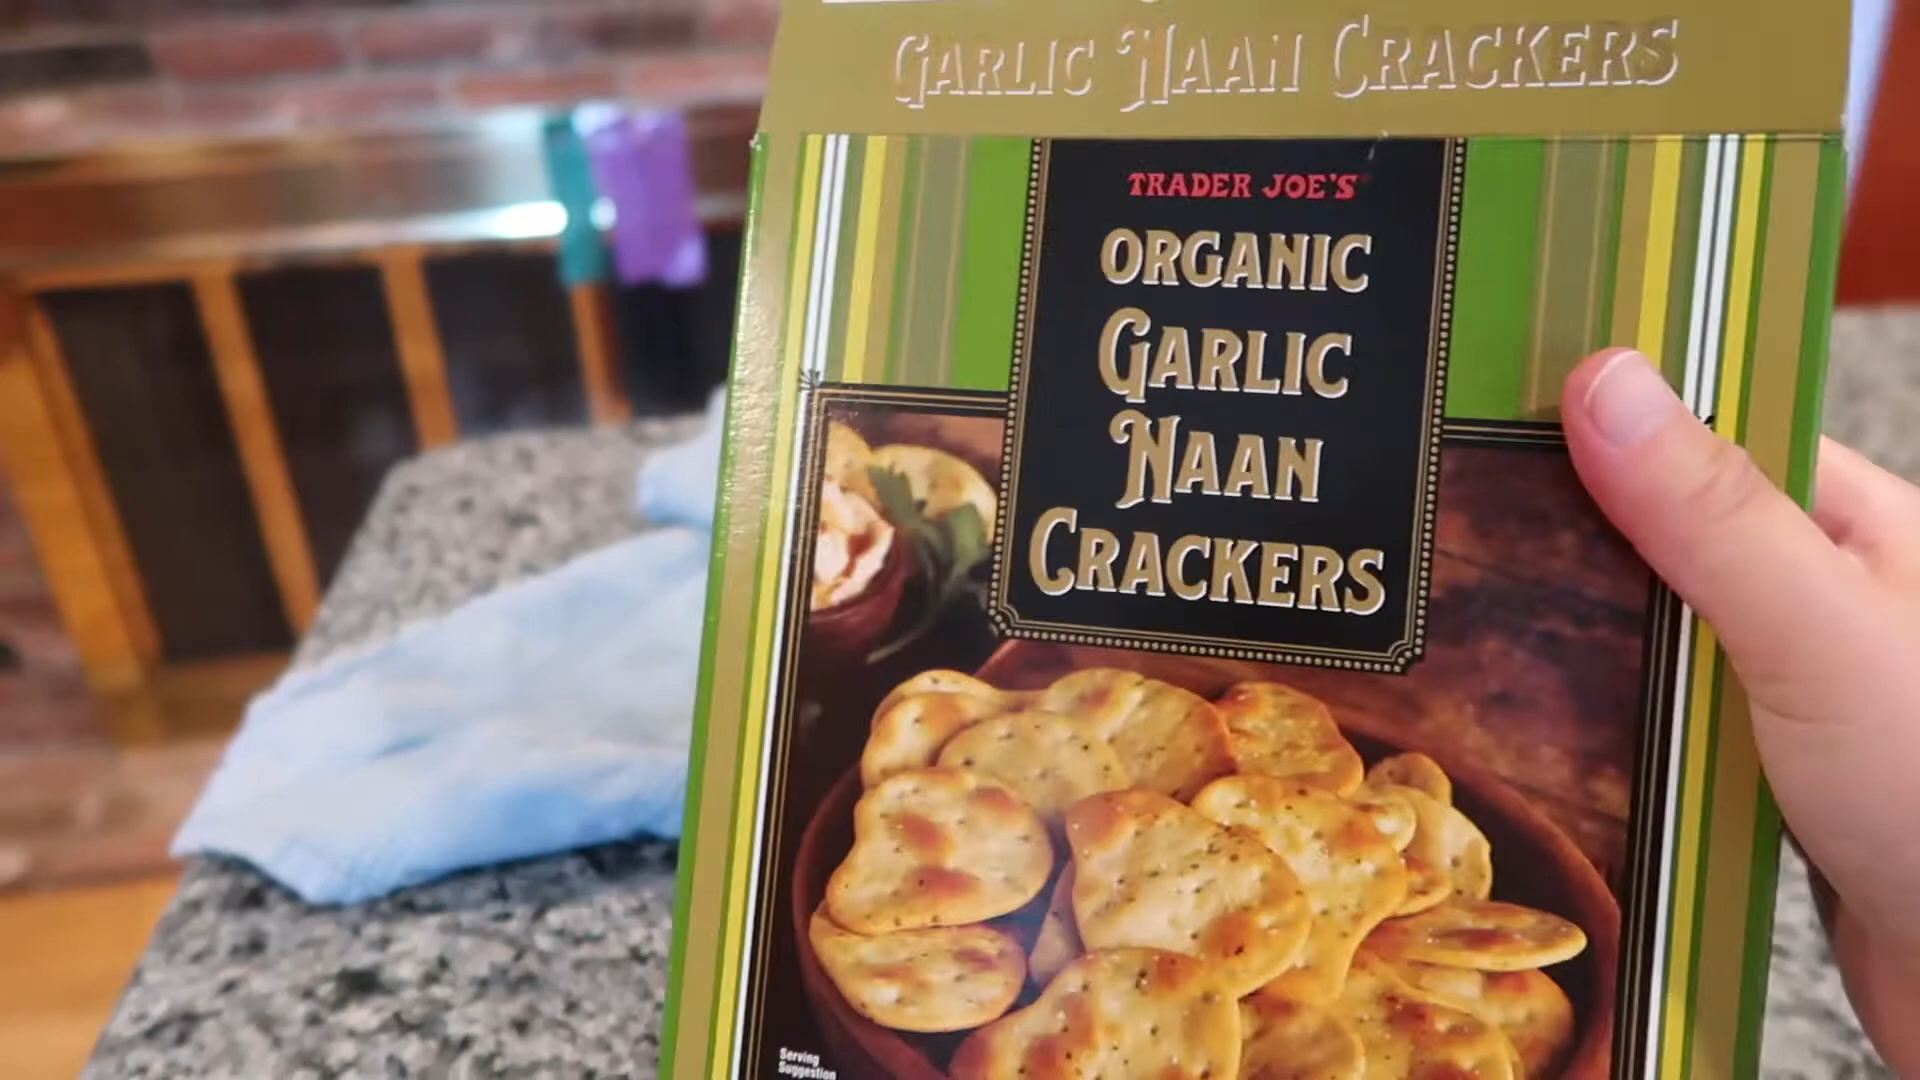 GARLIC NAAN CRACKERS
TRADER JOE'S
ORGANIC
GARLIC
NAAN
CRACKERS
Serving
Suggestion